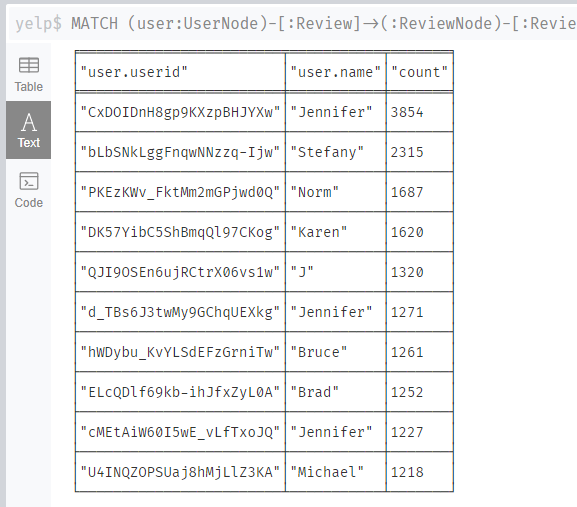 yelp$ MATCH (user:UserNode)-[:Review]->(:ReviewNode)-[:Revie
Table
Text
Code
"user.userid" "user.name" "count"
"CxDOIDnH8gp9KXzpBHJYXw" "Jennifer" 3854
"bLbSNkLggFnqwNNzzq-Ijw" "Stefany" 2315
"PKEzKWv_FktMm2mGPjwd0Q" "Norm" 1687
"DK57YibC5ShBmqQl97CKog" "Karen" 1620
"QJI9OSEn6ujRCtrX06vs1w" "J" 1320
"d_TBs6J3twMy9GChqUEXkg" "Jennifer" 1271
"hWDybu_KvYLSdEFzGrniTw" "Bruce" 1261
"ELcQDlf69kb-ihJfxZyL0A" "Brad" 1252
"cMEtAiW60I5wE_vLfTxoJQ" "Jennifer" 1227
"U4INQZOPSUaj8hMjLlZ3KA" "Michael" 1218